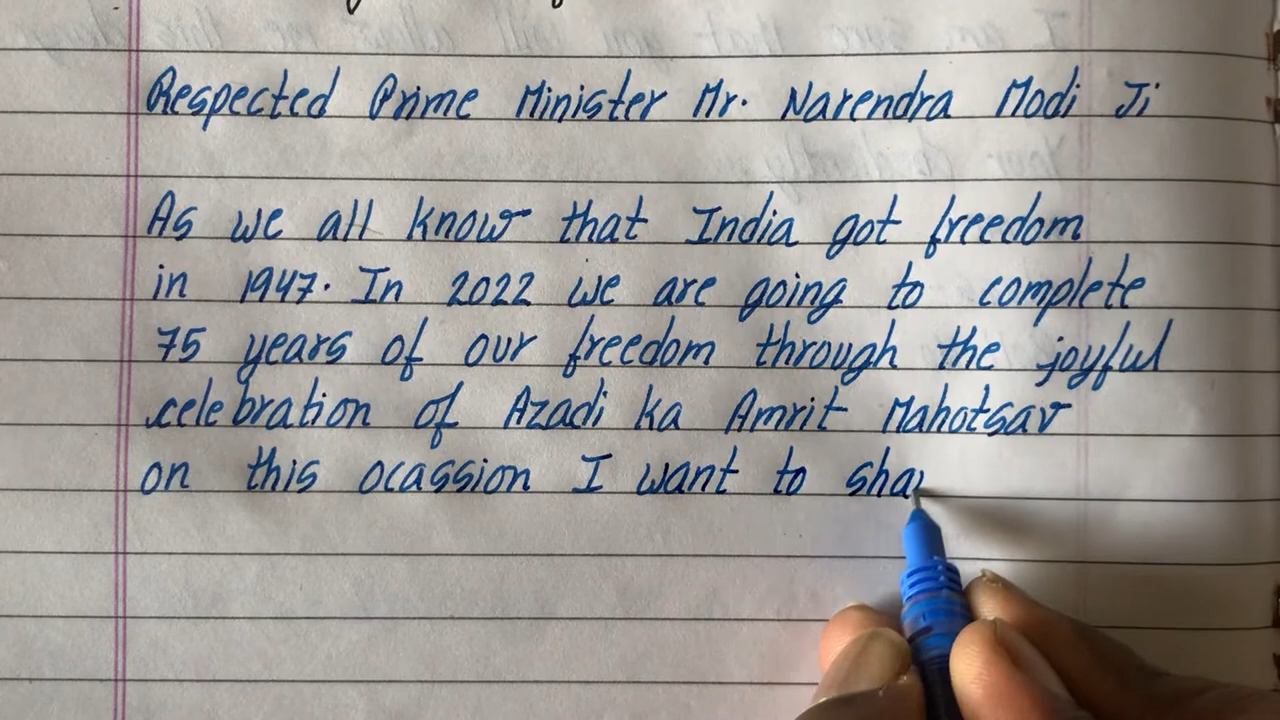 Respected Prime Minister Mr. Narendra Modi Ji
As we all know that India got freedom
in 1947. In 2022 we are going to complete
75 years of our freedom through the joyful
celebration of Azadi ka Amrit Mahotsav
on this ocassion I want to sha